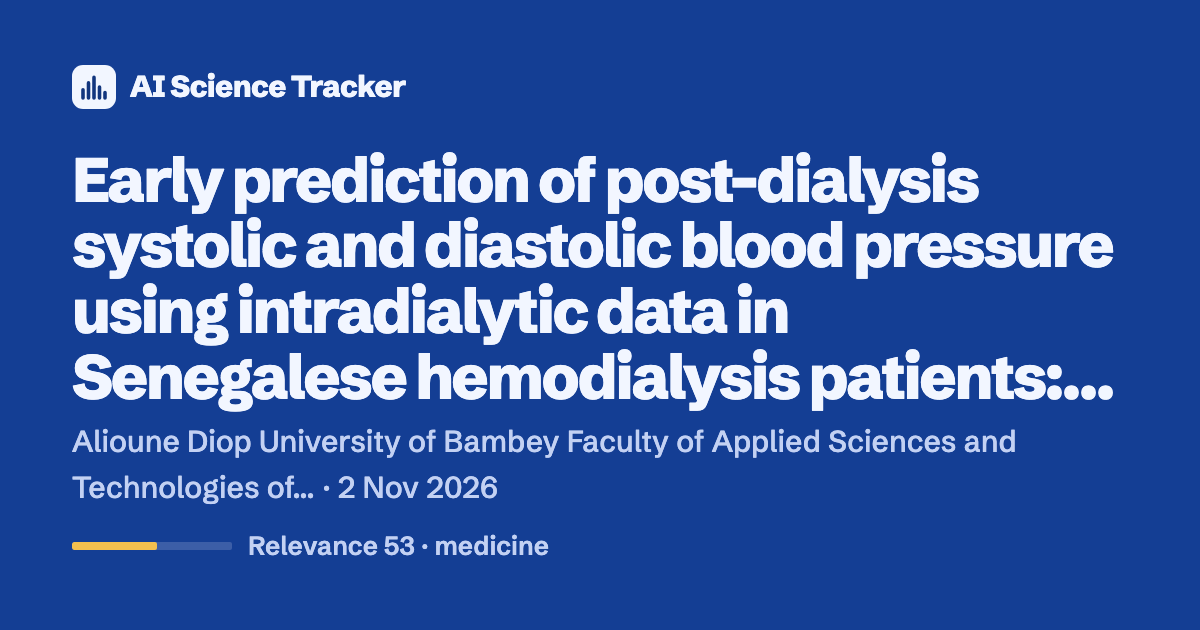 AI Science Tracker
Early prediction of post-dialysis
systolic and diastolic blood pressure
using intradialytic data in
Senegalese hemodialysis patients:...
Alioune Diop University of Bambey Faculty of Applied Sciences and
Technologies of... · 2 Nov 2026
Relevance 53 · medicine